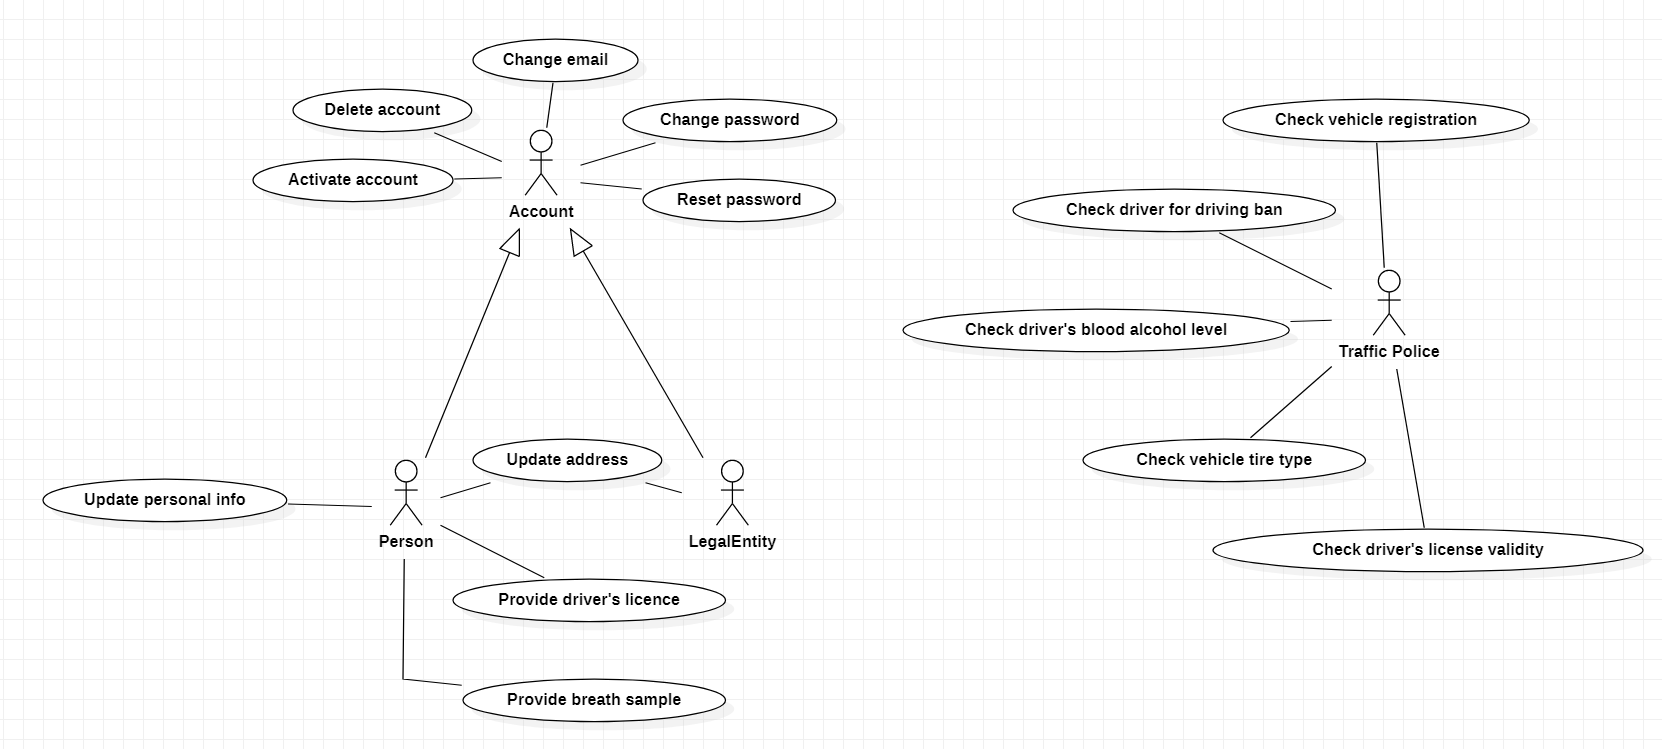 Change email
Delete account
Change password
Activate account
Reset password
Account
Update address
Update personal info
Person
LegalEntity
Provide driver's licence
Provide breath sample
Check vehicle registration
Check driver for driving ban
Check driver's blood alcohol level
Traffic Police
Check vehicle tire type
Check driver's license validity